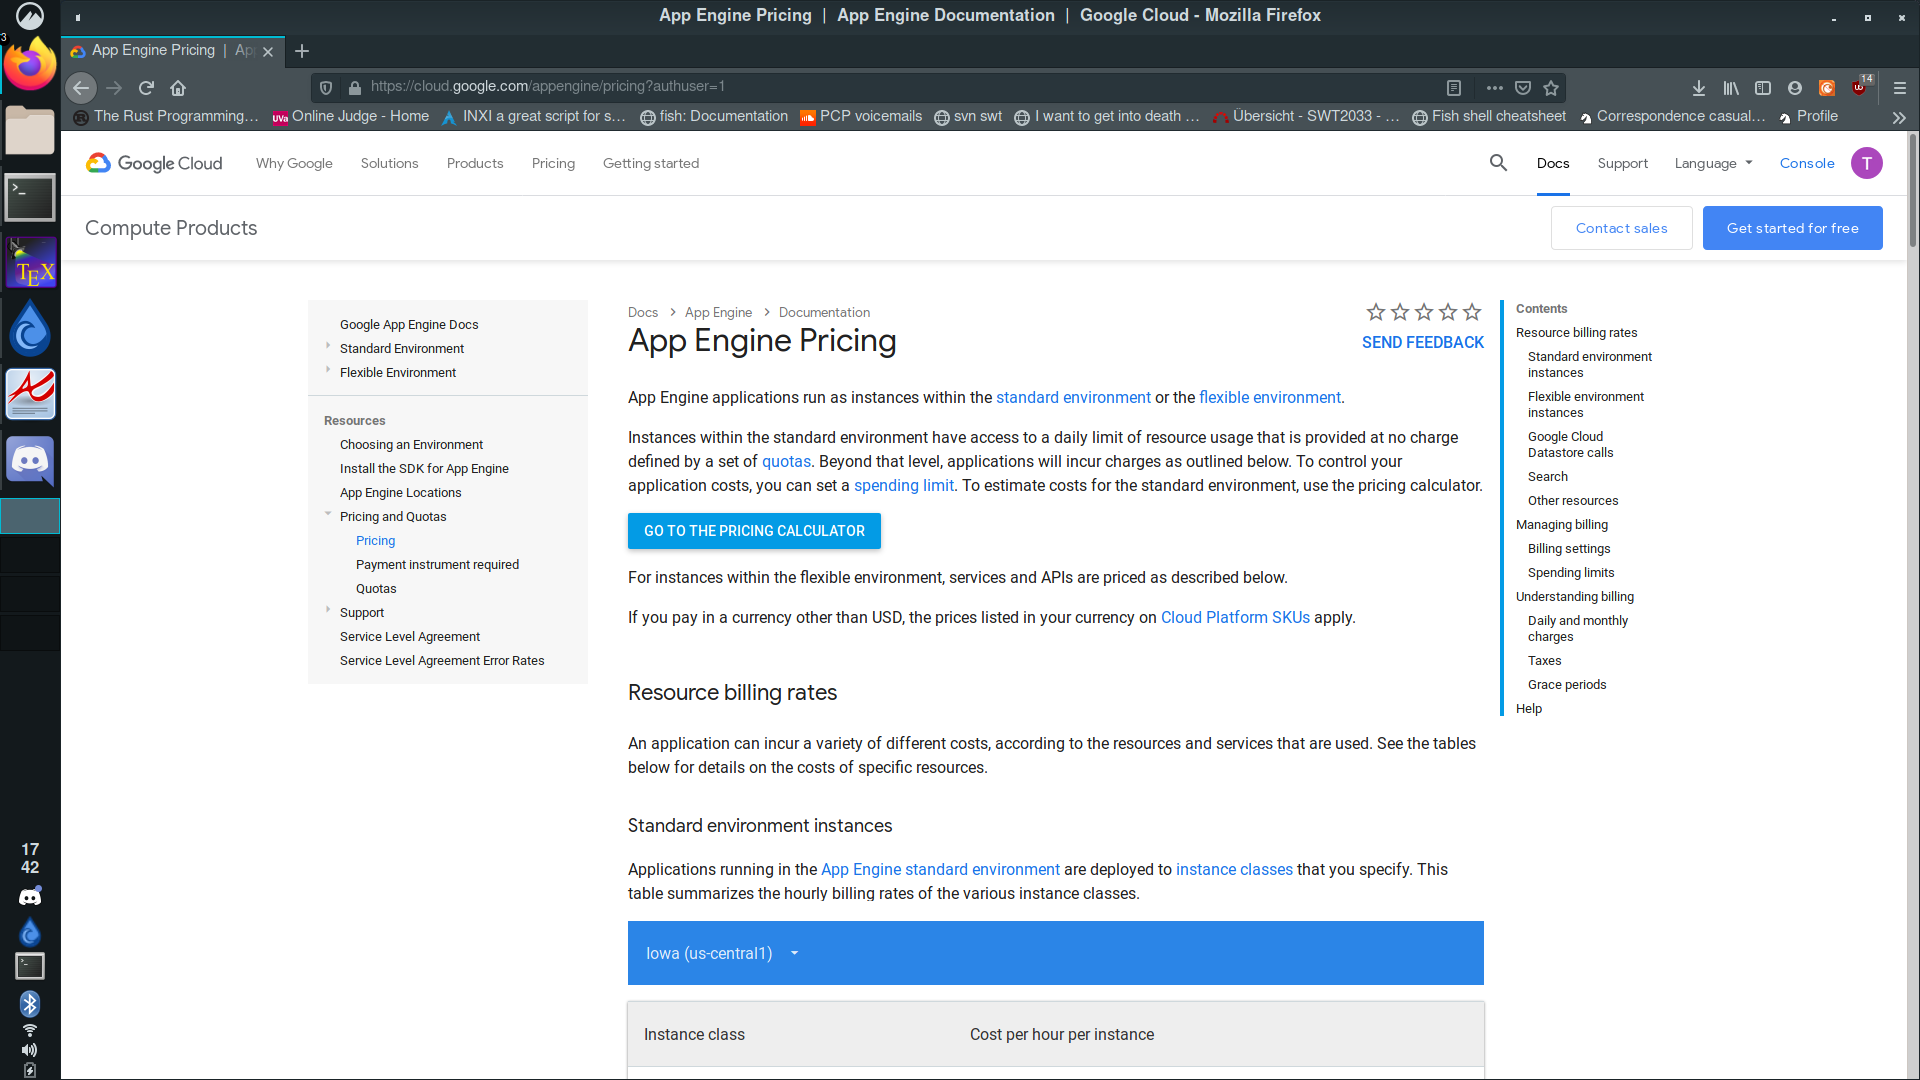 App Engine Pricing | App Engine Documentation | Google Cloud - Mozilla Firefox
3
App Engine Pricing | Ap
https://cloud.google.com/appengine/pricing?authuser=1
14
The Rust Programming… UVa Online Judge - Home INXI a great script for s… fish: Documentation PCP voicemails svn swt I want to get into death … Übersicht - SWT2033 - … Fish shell cheatsheet Correspondence casual… Profile
Google Cloud Why Google Solutions Products Pricing Getting started Docs Support Language Console T
Compute Products
Contact sales Get started for free
Google App Engine Docs
Standard Environment
Flexible Environment
Resources
Choosing an Environment
Install the SDK for App Engine
App Engine Locations
Pricing and Quotas
Pricing
Payment instrument required
Quotas
Support
Service Level Agreement
Service Level Agreement Error Rates
Docs App Engine Documentation
App Engine Pricing
SEND FEEDBACK
App Engine applications run as instances within the standard environment or the flexible environment.
Instances within the standard environment have access to a daily limit of resource usage that is provided at no charge
defined by a set of quotas. Beyond that level, applications will incur charges as outlined below. To control your
application costs, you can set a spending limit. To estimate costs for the standard environment, use the pricing calculator.
GO TO THE PRICING CALCULATOR
For instances within the flexible environment, services and APIs are priced as described below.
If you pay in a currency other than USD, the prices listed in your currency on Cloud Platform SKUs apply.
Resource billing rates
An application can incur a variety of different costs, according to the resources and services that are used. See the tables
below for details on the costs of specific resources.
Standard environment instances
Applications running in the App Engine standard environment are deployed to instance classes that you specify. This
table summarizes the hourly billing rates of the various instance classes.
Iowa (us-central1)
Instance class Cost per hour per instance
Contents
Resource billing rates
Standard environment
instances
Flexible environment
instances
Google Cloud
Datastore calls
Search
Other resources
Managing billing
Billing settings
Spending limits
Understanding billing
Daily and monthly
charges
Taxes
Grace periods
Help
TEX
17
42